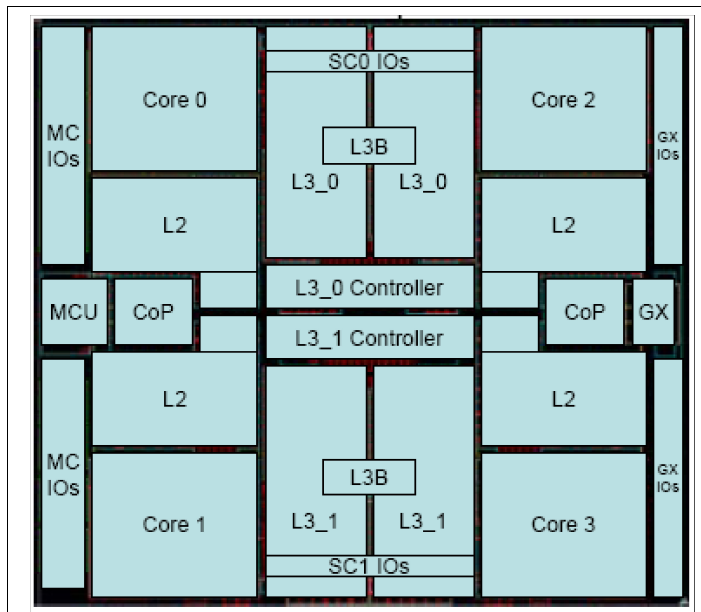 SC0 IOs
Core 0
Core 2
MC
IOs
GX
IOs
L3B
L3_0
L3_0
L2
L2
L3_0 Controller
MCU
CoP
CoP
GX
L3_1 Controller
L2
L2
MC
IOs
L3B
GX
IOs
Core 1
L3_1
L3_1
Core 3
SC1 IOs